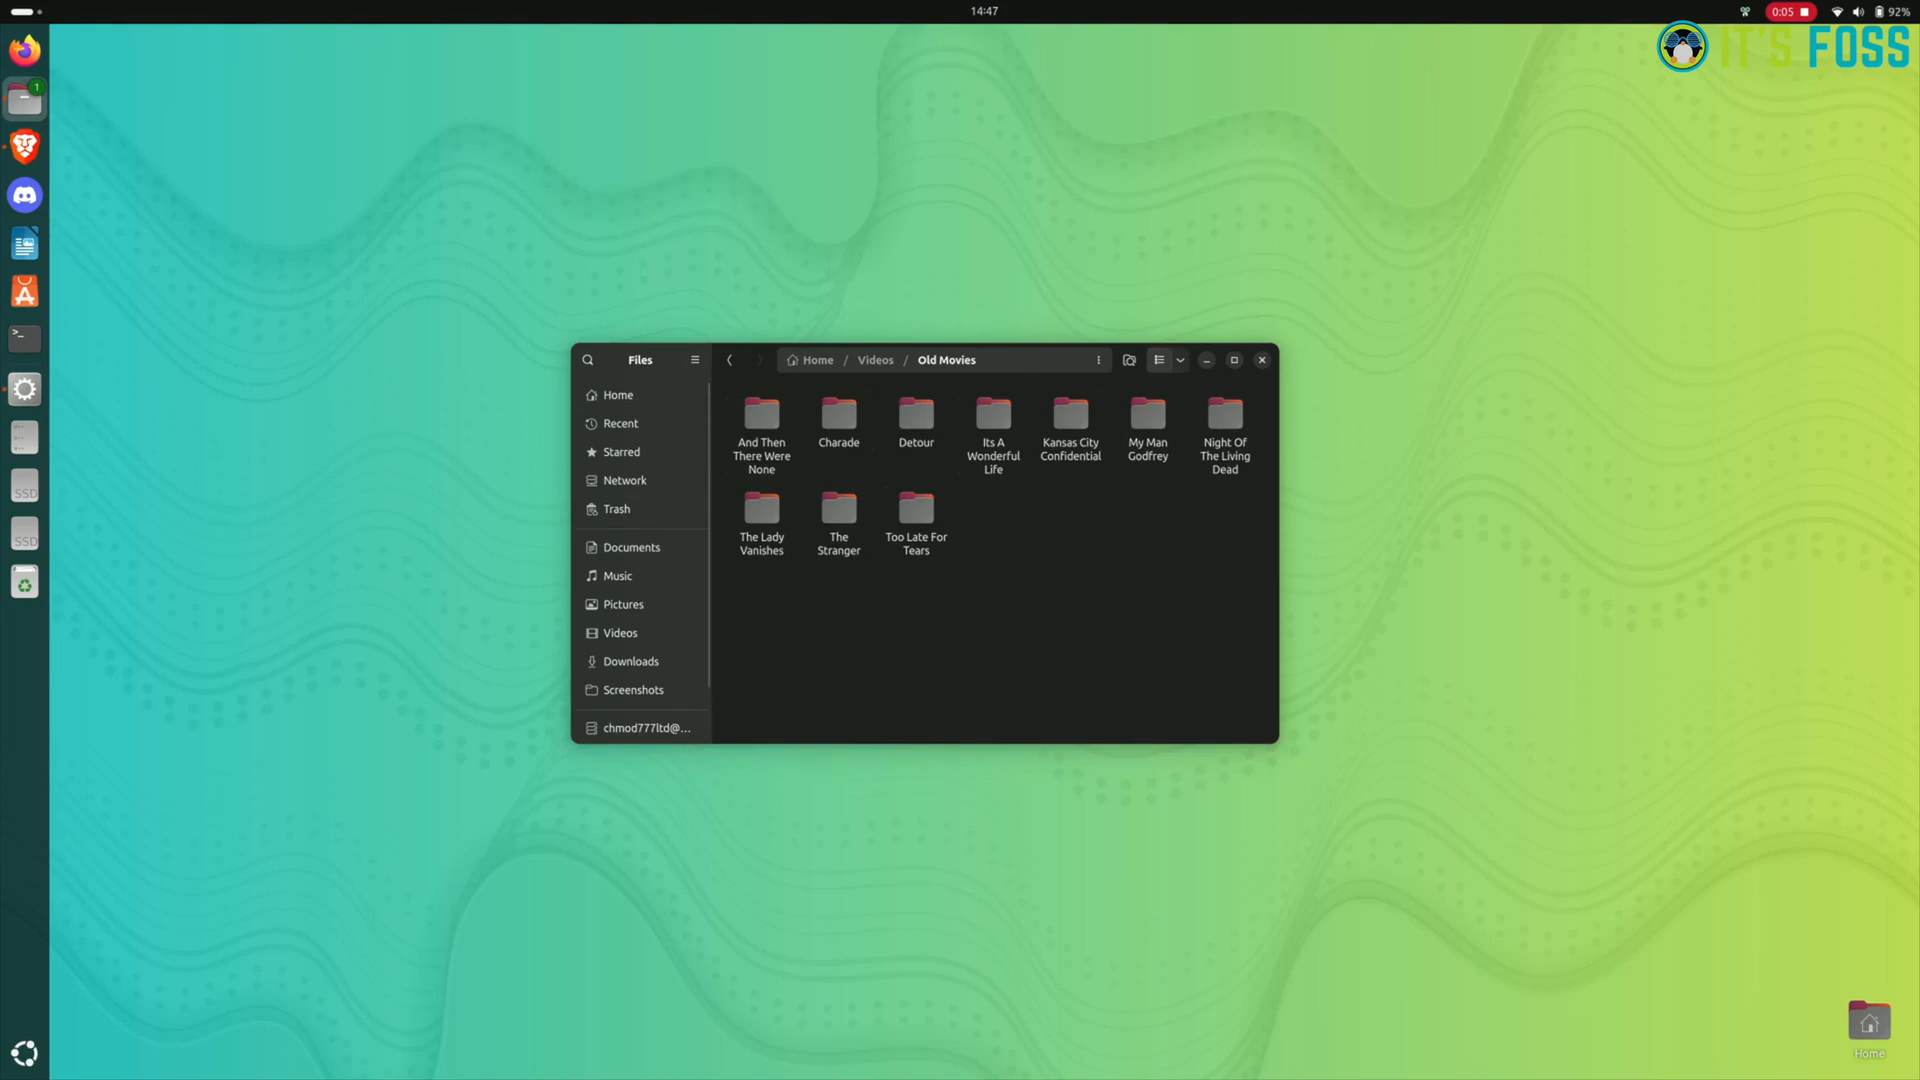 14:47
0:05
92%
IT'S FOSS
1
>_
SSD
SSD
Files
Home / Videos / Old Movies
Home
Recent
Starred
Network
Trash
Documents
Music
Pictures
Videos
Downloads
Screenshots
chmod777ltd@...
And Then
There Were
None
Charade
Detour
Its A
Wonderful
Life
Kansas City
Confidential
My Man
Godfrey
Night Of
The Living
Dead
The Lady
Vanishes
The
Stranger
Too Late For
Tears
Home